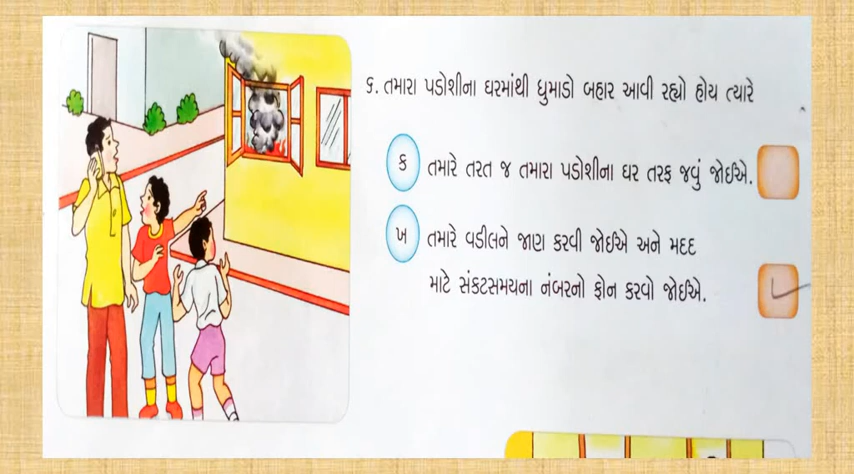 ૬. તમારા પડોશીના ઘરમાંથી ધુમાડો બહાર આવી રહ્યો હોય ત્યારે
ક તમારે તરત જ તમારા પડોશીના ઘર તરફ જવું જોઈએ.
ખ તમારે વડીલને જાણ કરવી જોઈએ અને મદદ
માટે સંકટસમયના નંબરનો ફોન કરવો જોઈએ.